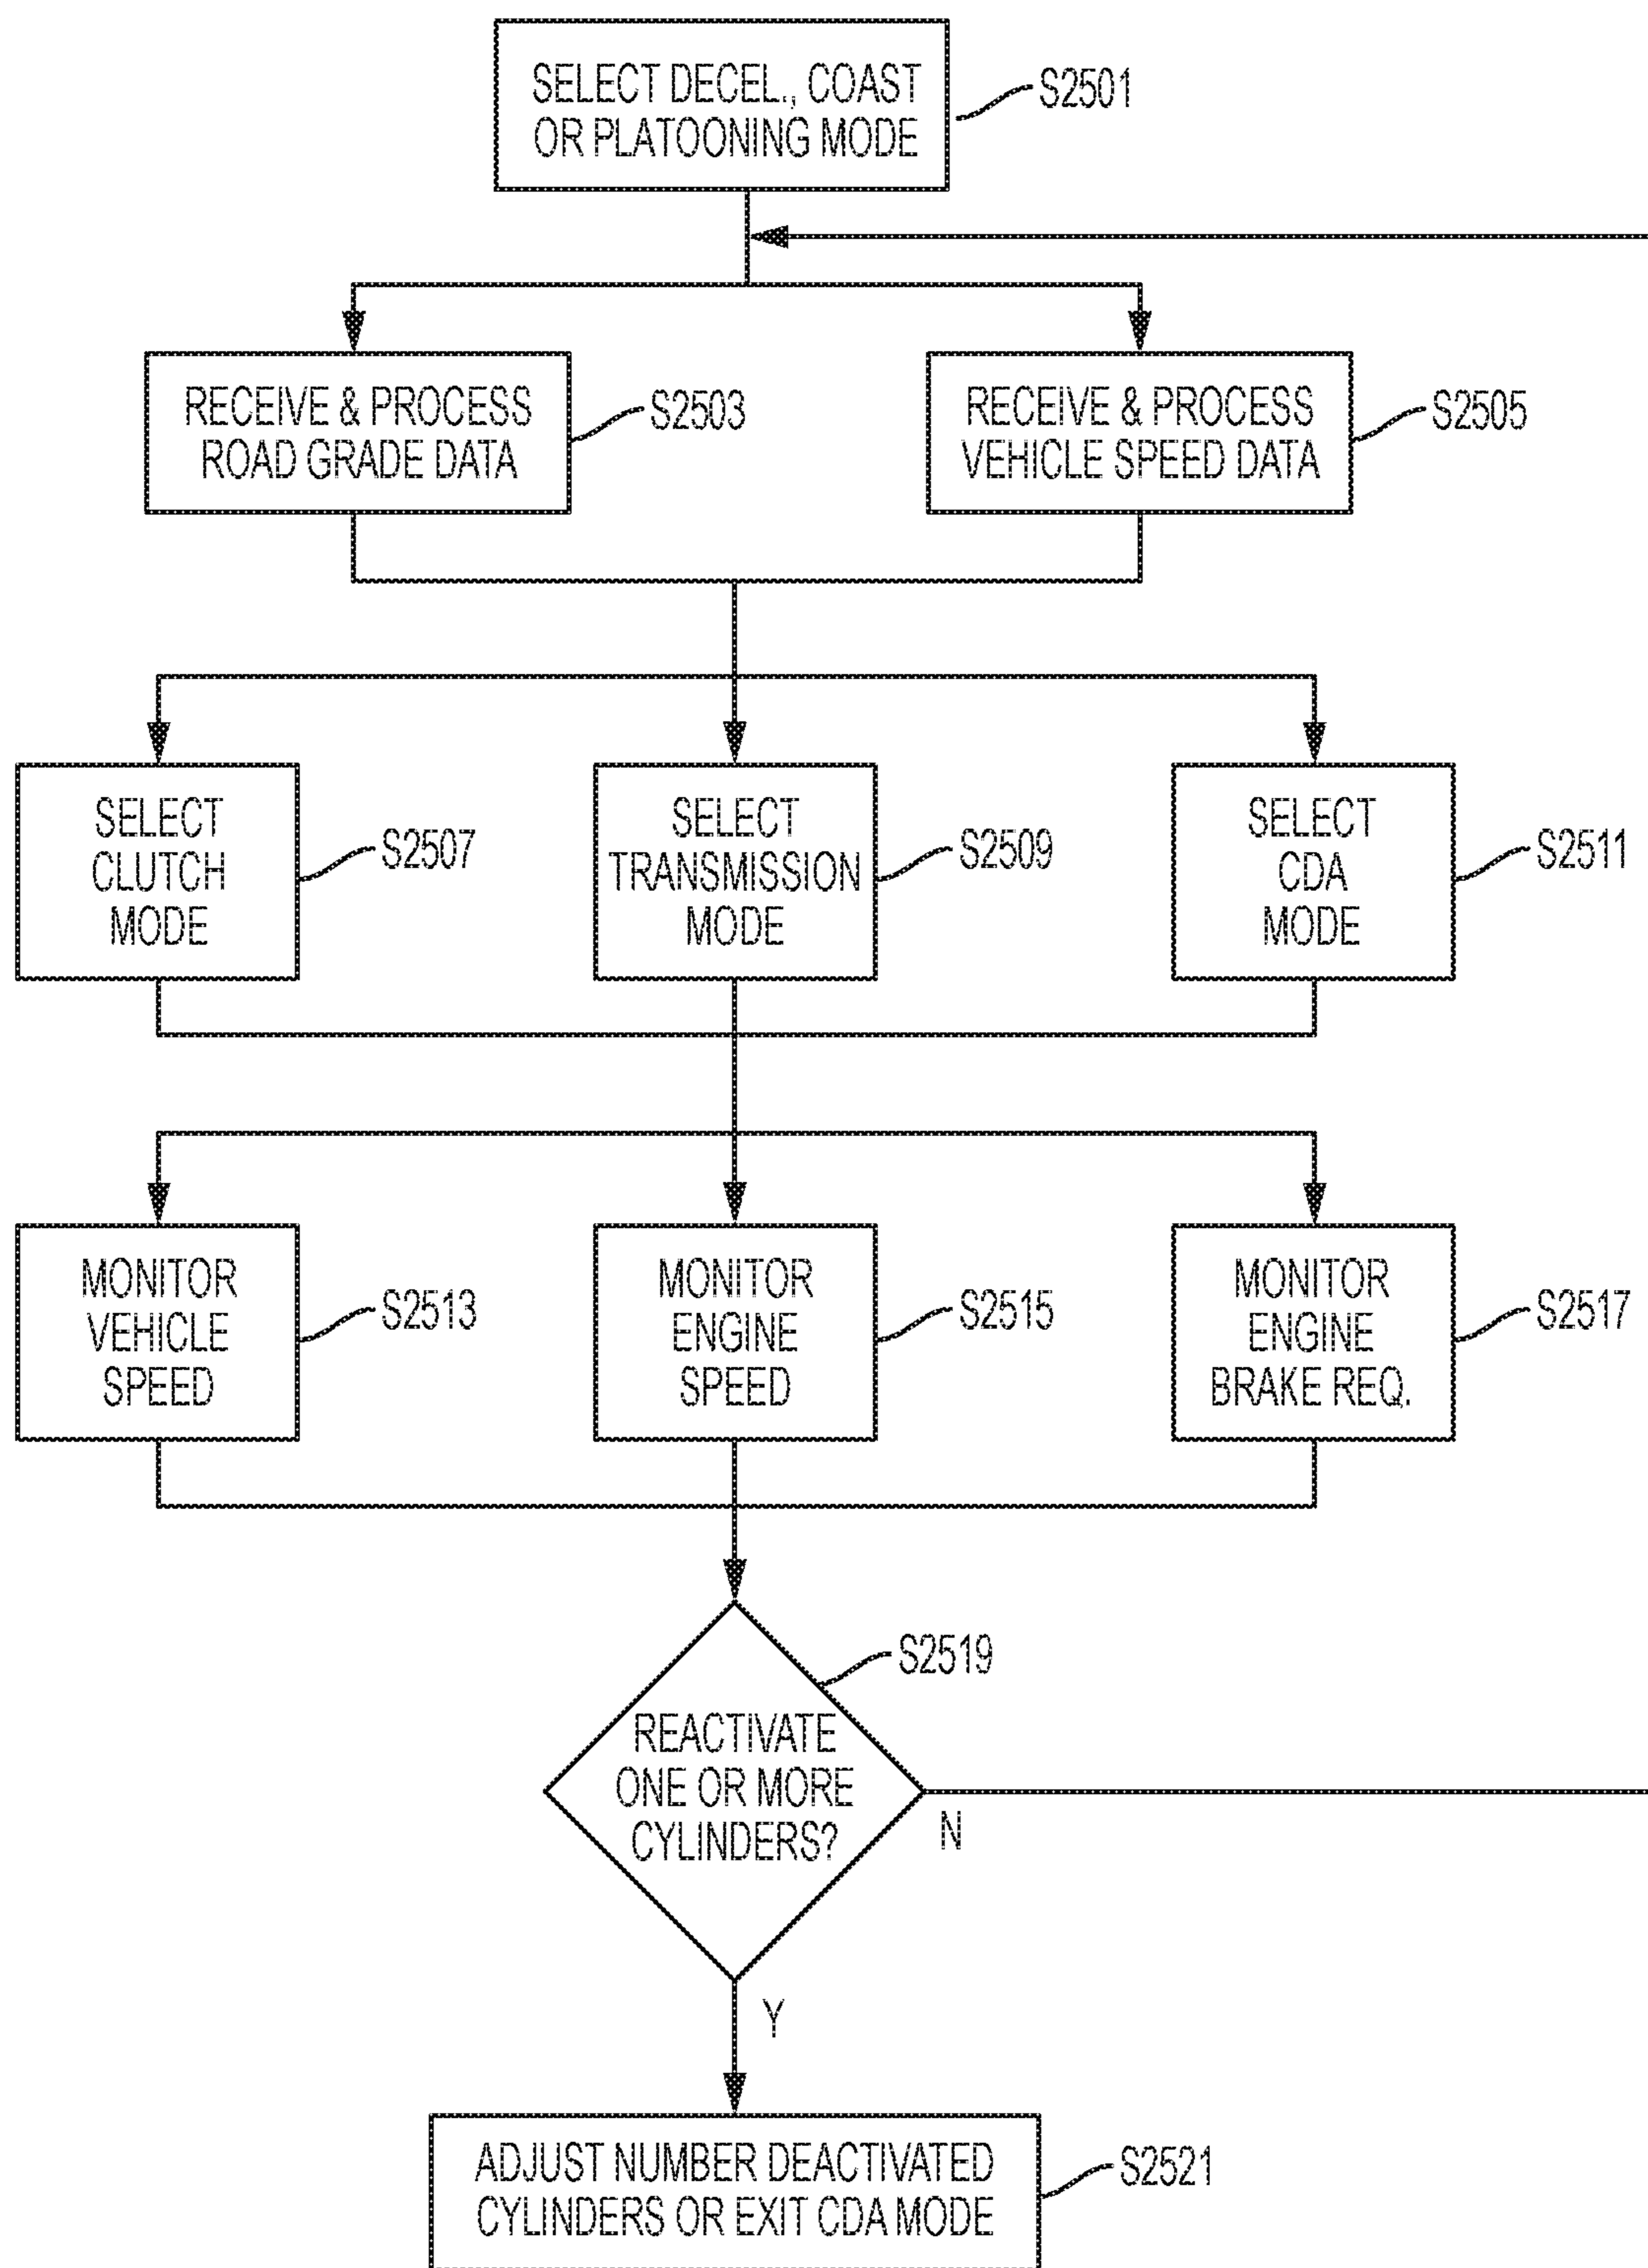 SELECT DECEL., COAST
OR PLATOONING MODE
S2501
RECEIVE & PROCESS
ROAD GRADE DATA
S2503
RECEIVE & PROCESS
VEHICLE SPEED DATA
S2505
SELECT
CLUTCH
MODE
S2507
SELECT
TRANSMISSION
MODE
S2509
SELECT
CDA
MODE
S2511
MONITOR
VEHICLE
SPEED
S2513
MONITOR
ENGINE
SPEED
S2515
MONITOR
ENGINE
BRAKE REQ.
S2517
S2519
REACTIVATE
ONE OR MORE
CYLINDERS?
N
Y
ADJUST NUMBER DEACTIVATED
CYLINDERS OR EXIT CDA MODE
S2521